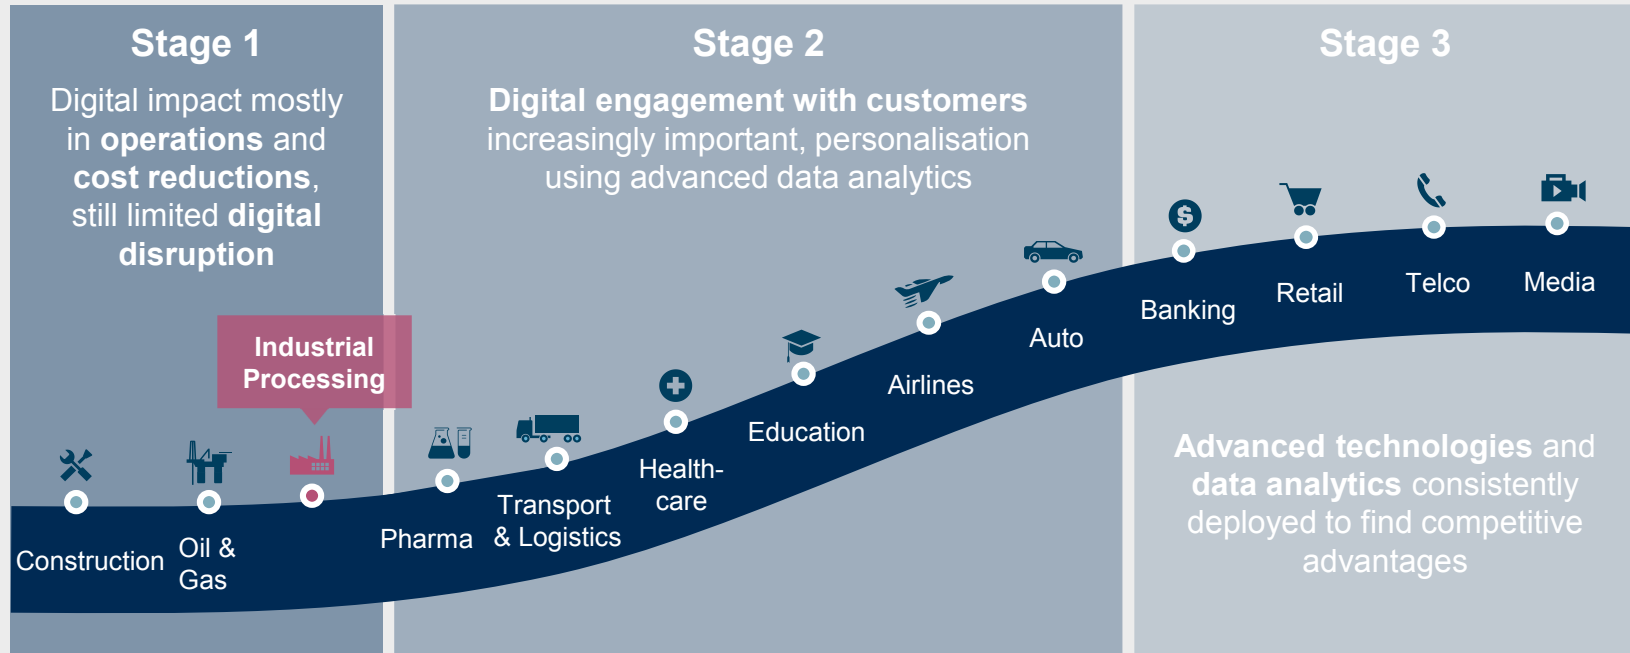 Stage 1
Digital impact mostly
in operations and
cost reductions,
still limited digital
disruption
Stage 2
Digital engagement with customers
increasingly important, personalisation
using advanced data analytics
Stage 3
Industrial
Processing
Construction
Oil &
Gas
Pharma
Transport
& Logistics
Health-
care
Education
Airlines
Auto
$
Banking
Retail
Telco
Media
Advanced technologies and
data analytics consistently
deployed to find competitive
advantages